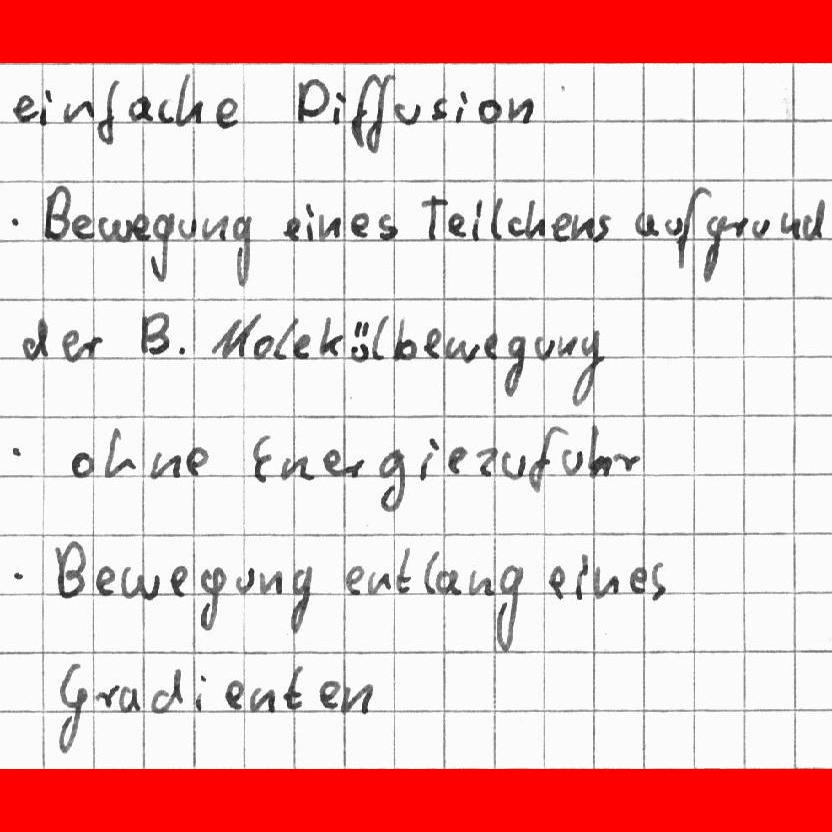 einfache Diffusion
· Bewegung eines Teilchens aufgrund
der B. Molekülbewegung
· ohne Energiezufuhr
· Bewegung entlang eines
Gradienten